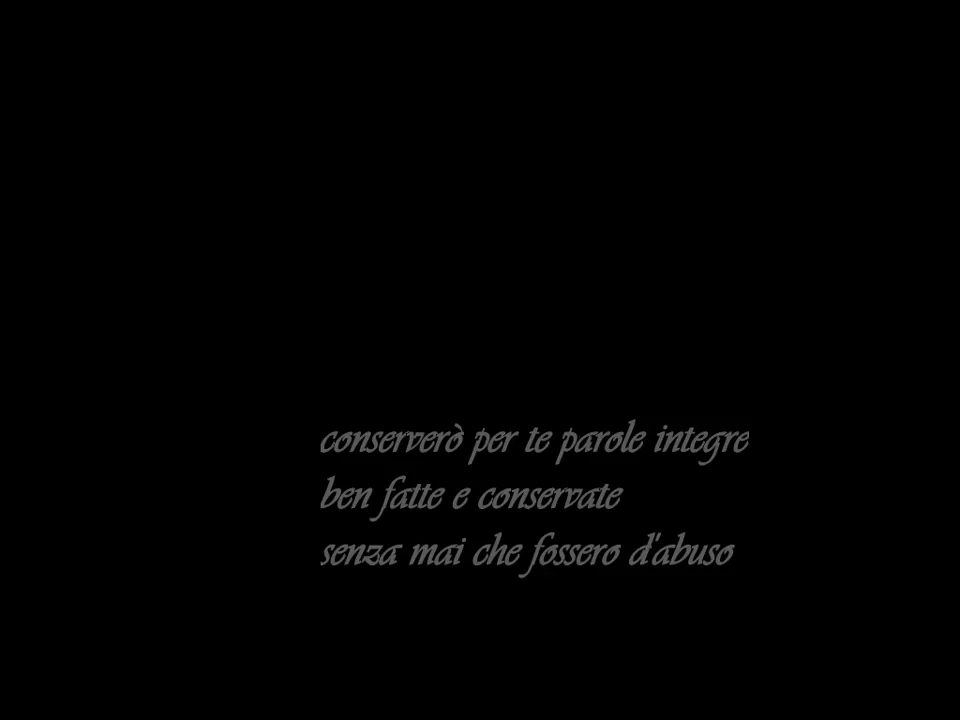 conserverò per te parole integre
ben fatte e conservate
senza mai che fossero d'abuso